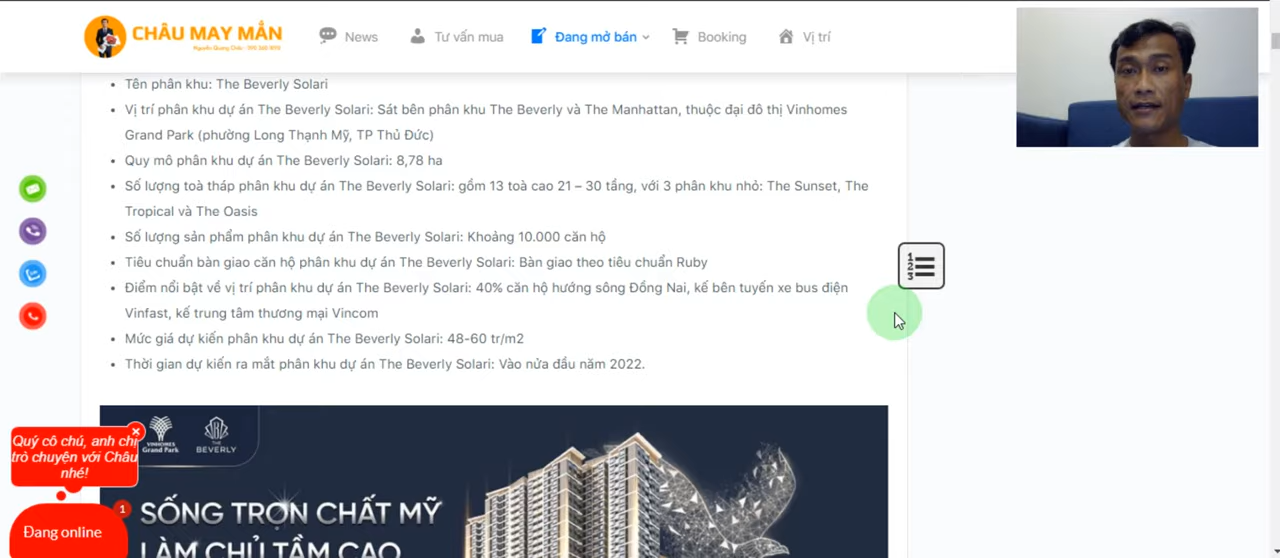 CHÂU MAY MẮN
News
Tư vấn mua
Đang mở bán
Booking
Vị trí
Tên phân khu: The Beverly Solari
Vị trí phân khu dự án The Beverly Solari: Sát bên phân khu The Beverly và The Manhattan, thuộc đại đô thị Vinhomes
Grand Park (phường Long Thạnh Mỹ, TP Thủ Đức)
Quy mô phân khu dự án The Beverly Solari: 8,78 ha
Số lượng toà tháp phân khu dự án The Beverly Solari: gồm 13 toà cao 21 – 30 tầng, với 3 phân khu nhỏ: The Sunset, The
Tropical và The Oasis
Số lượng sản phẩm phân khu dự án The Beverly Solari: Khoảng 10.000 căn hộ
Tiêu chuẩn bàn giao căn hộ phân khu dự án The Beverly Solari: Bàn giao theo tiêu chuẩn Ruby
Điểm nổi bật về vị trí phân khu dự án The Beverly Solari: 40% căn hộ hướng sông Đồng Nai, kế bên tuyến xe bus điện
Vinfast, kế trung tâm thương mại Vincom
Mức giá dự kiến phân khu dự án The Beverly Solari: 48-60 tr/m2
Thời gian dự kiến ra mắt phân khu dự án The Beverly Solari: Vào nửa đầu năm 2022.
1
2
3
VINHOMES
Grand Park
THE
BEVERLY
SỐNG TRỌN CHẤT MỸ
LÀM CHỦ TẦM CAO
Quý cô chú, anh chị
trò chuyện với Châu
nhé!
1
Đang online